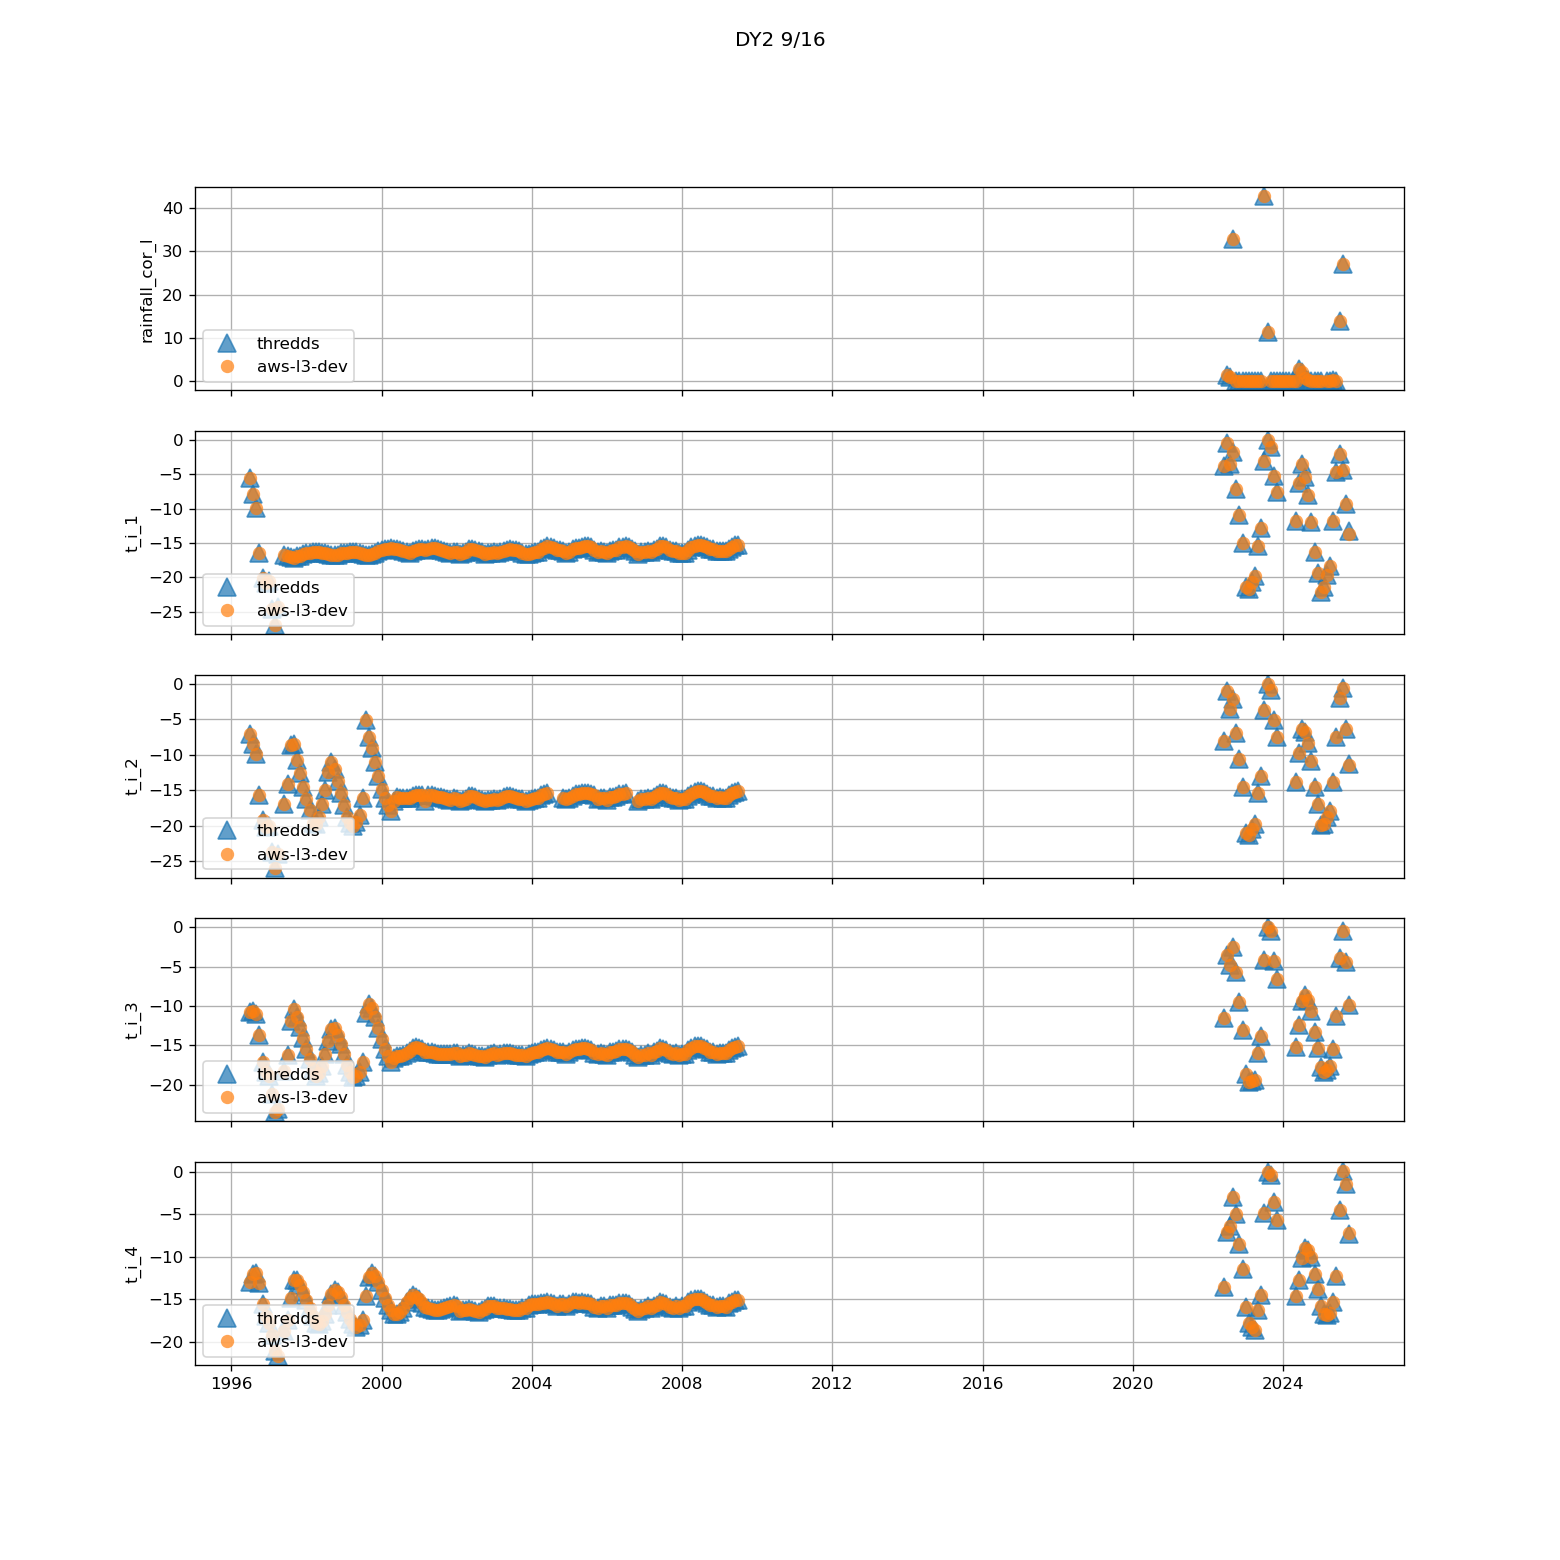 DY2 9/16
40
30
20
10
0
rainfall_cor_l
thredds
aws-l3-dev
0
−5
−10
−15
−20
−25
t_i_1
thredds
aws-l3-dev
0
−5
−10
−15
−20
−25
t_i_2
thredds
aws-l3-dev
0
−5
−10
−15
−20
t_i_3
thredds
aws-l3-dev
0
−5
−10
−15
−20
t_i_4
thredds
aws-l3-dev
1996 2000 2004 2008 2012 2016 2020 2024